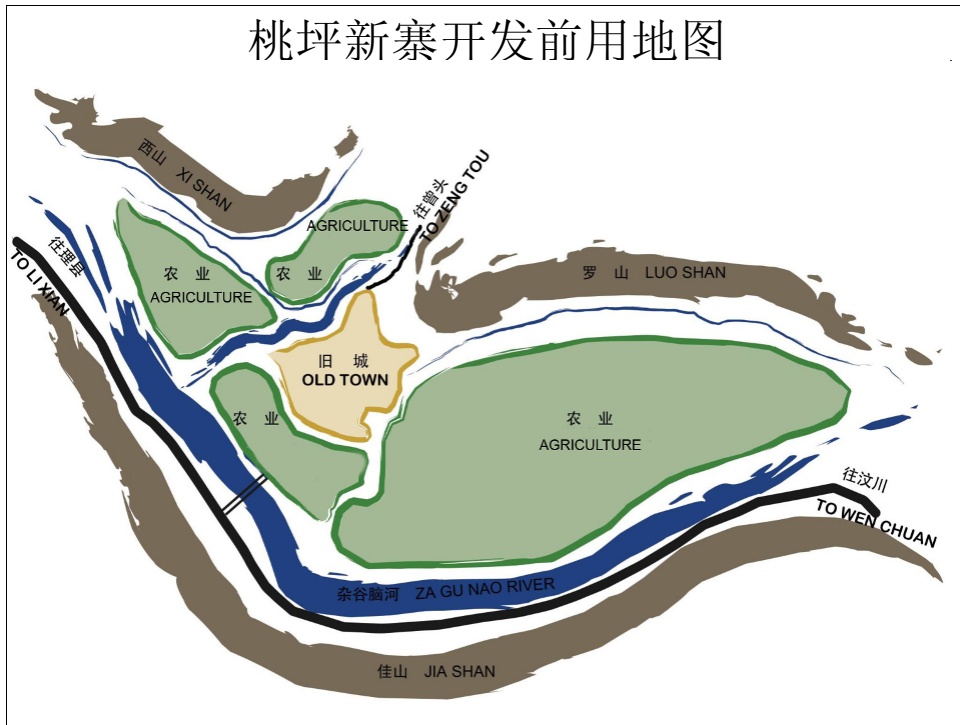 桃坪新寨开发前用地图
西山 XI SHAN
往曾头
TO ZENG TOU
AGRICULTURE
农 业
往理县
TO LI XIAN
农 业
AGRICULTURE
罗 山 LUO SHAN
旧 城
OLD TOWN
农 业
农 业
AGRICULTURE
往汶川
TO WEN CHUAN
杂谷脑河 ZA GU NAO RIVER
佳山 JIA SHAN